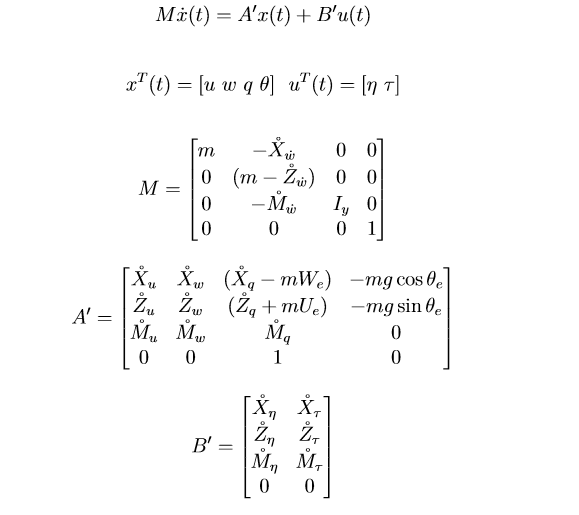 Mẋ(t) = A′x(t) + B′u(t)
x^T(t) = [u w q θ] u^T(t) = [η τ]
M = [m −X̊_ẇ 0 0
0 (m − Z̊_ẇ) 0 0
0 −M̊_ẇ I_y 0
0 0 0 1]
A′ = [X̊_u X̊_w (X̊_q − mW_e) −mg cos θ_e
Z̊_u Z̊_w (Z̊_q + mU_e) −mg sin θ_e
M̊_u M̊_w M̊_q 0
0 0 1 0]
B′ = [X̊_η X̊_τ
Z̊_η Z̊_τ
M̊_η M̊_τ
0 0]